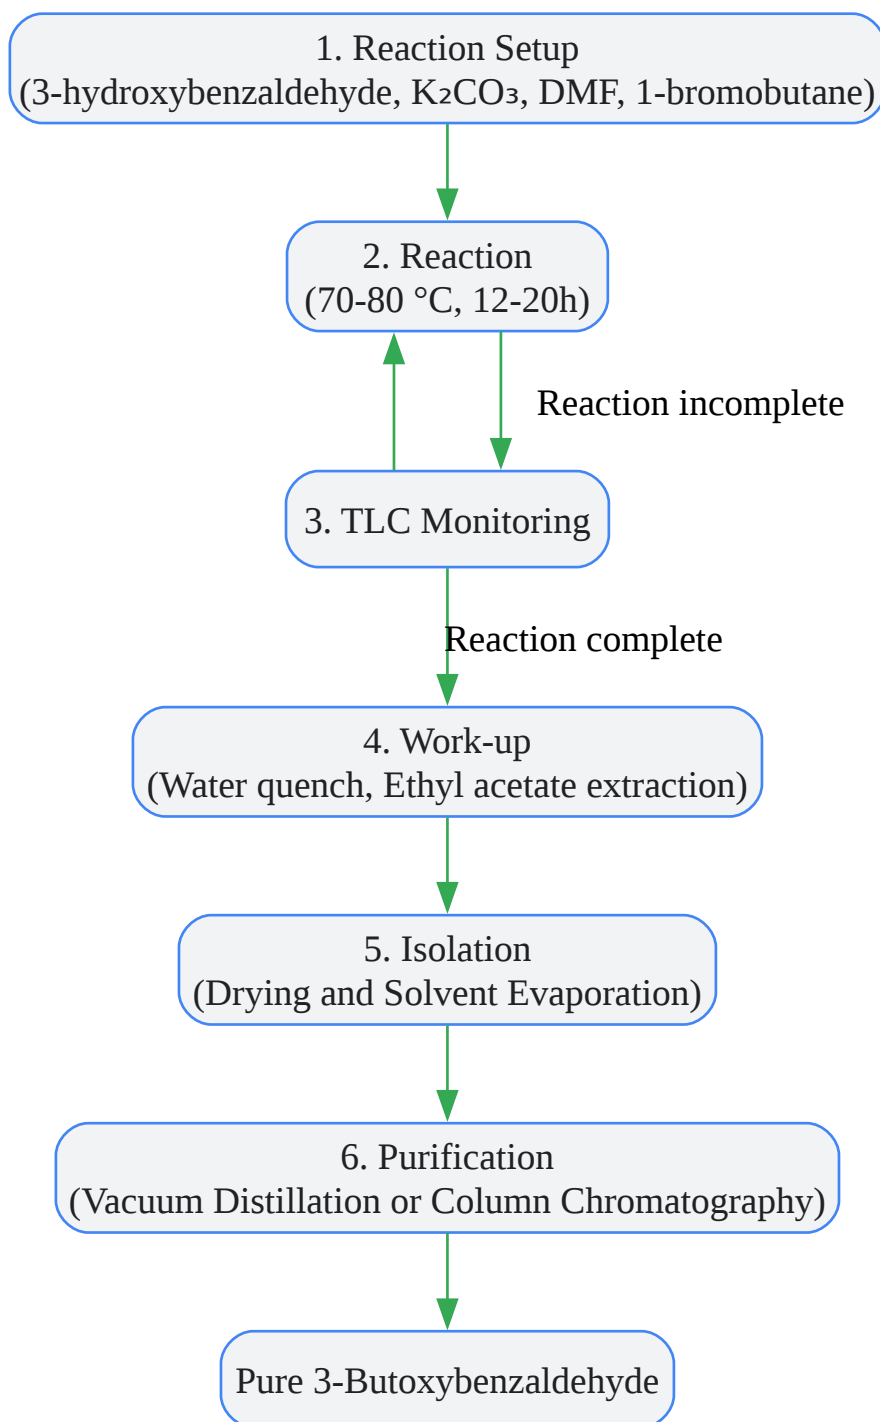 1. Reaction Setup
(3-hydroxybenzaldehyde, K₂CO₃, DMF, 1-bromobutane)
2. Reaction
(70-80 °C, 12-20h)
Reaction incomplete
3. TLC Monitoring
Reaction complete
4. Work-up
(Water quench, Ethyl acetate extraction)
5. Isolation
(Drying and Solvent Evaporation)
6. Purification
(Vacuum Distillation or Column Chromatography)
Pure 3-Butoxybenzaldehyde